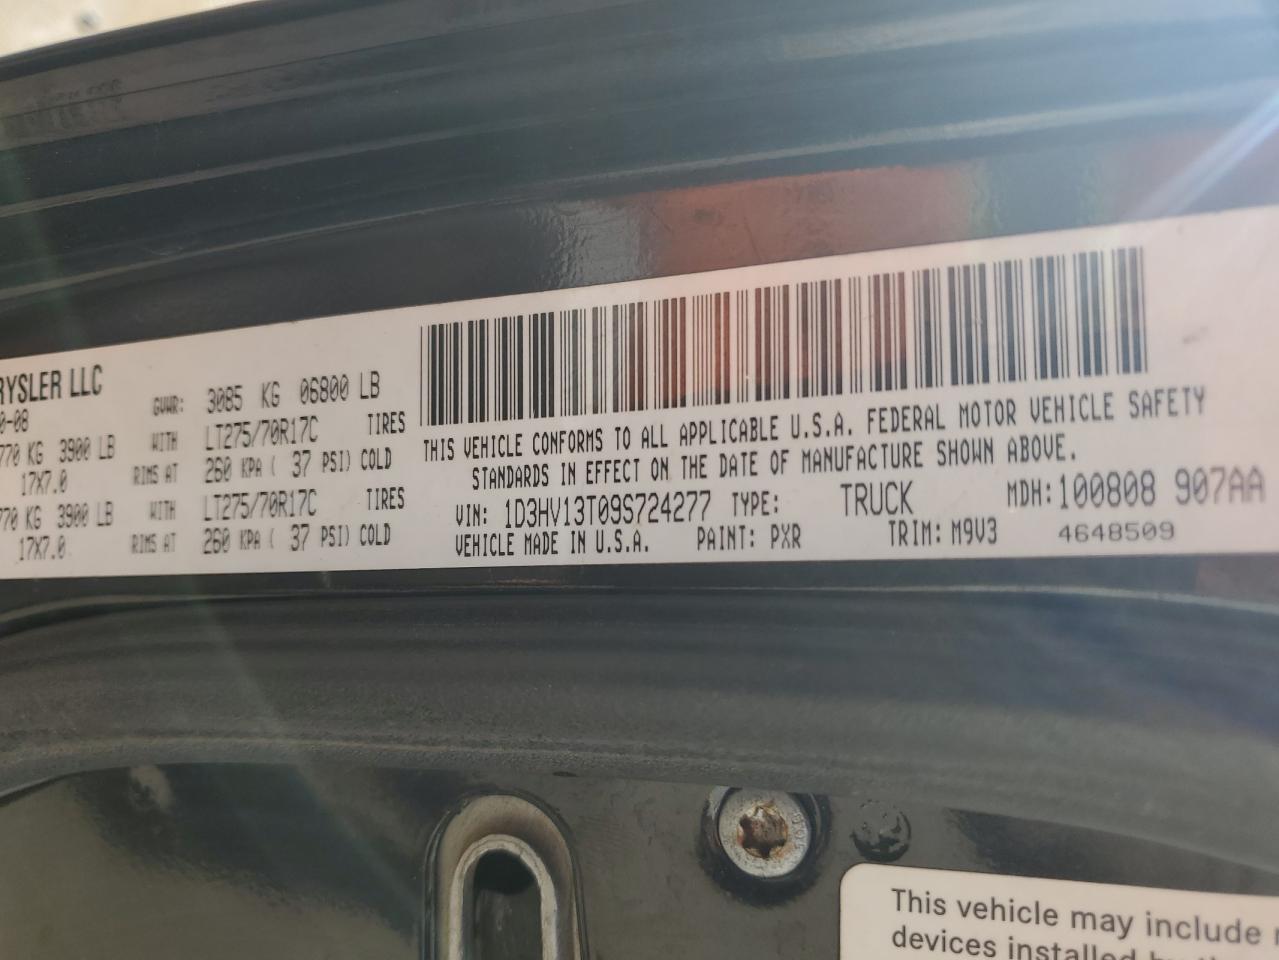 RYSLER LLC
0-08
GVWR: 3085 KG 06800 LB
770 KG 3900 LB WITH LT275/70R17C TIRES
17X7.0 RIMS AT 260 KPA ( 37 PSI) COLD
770 KG 3900 LB WITH LT275/70R17C TIRES
17X7.0 RIMS AT 260 KPA ( 37 PSI) COLD
THIS VEHICLE CONFORMS TO ALL APPLICABLE U.S.A. FEDERAL MOTOR VEHICLE SAFETY
STANDARDS IN EFFECT ON THE DATE OF MANUFACTURE SHOWN ABOVE.
VIN: 1D3HV13T09S724277 TYPE: TRUCK MDH: 100808 907AA
VEHICLE MADE IN U.S.A. PAINT: PXR TRIM: M9V3 4648509
This vehicle may include
devices installed